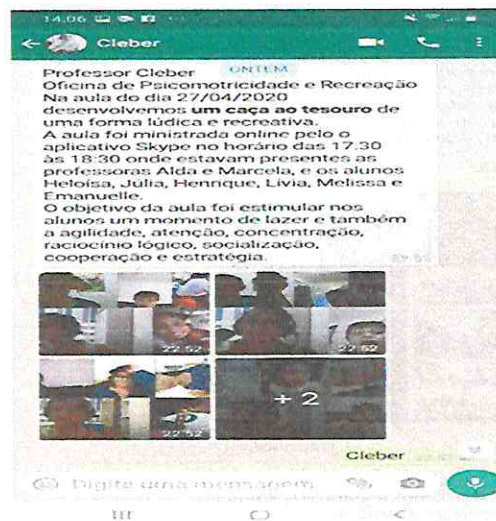 14:06
Cleber
ONTEM
Professor Cleber
Oficina de Psicomotricidade e Recreação
Na aula do dia 27/04/2020
desenvolvemos um caça ao tesouro de
uma forma lúdica e recreativa.
A aula foi ministrada online pelo o
aplicativo Skype no horário das 17:30
às 18:30 onde estavam presentes as
professoras Alda e Marcela, e os alunos
Heloísa, Júlia, Henrique, Lívia, Melissa e
Emanuelle.
O objetivo da aula foi estimular nos
alunos um momento de lazer e também
a agilidade, atenção, concentração,
raciocínio lógico, socialização,
cooperação e estratégia.
22:52
22:52
22:52
+ 2
Cleber
Digite uma mensagem